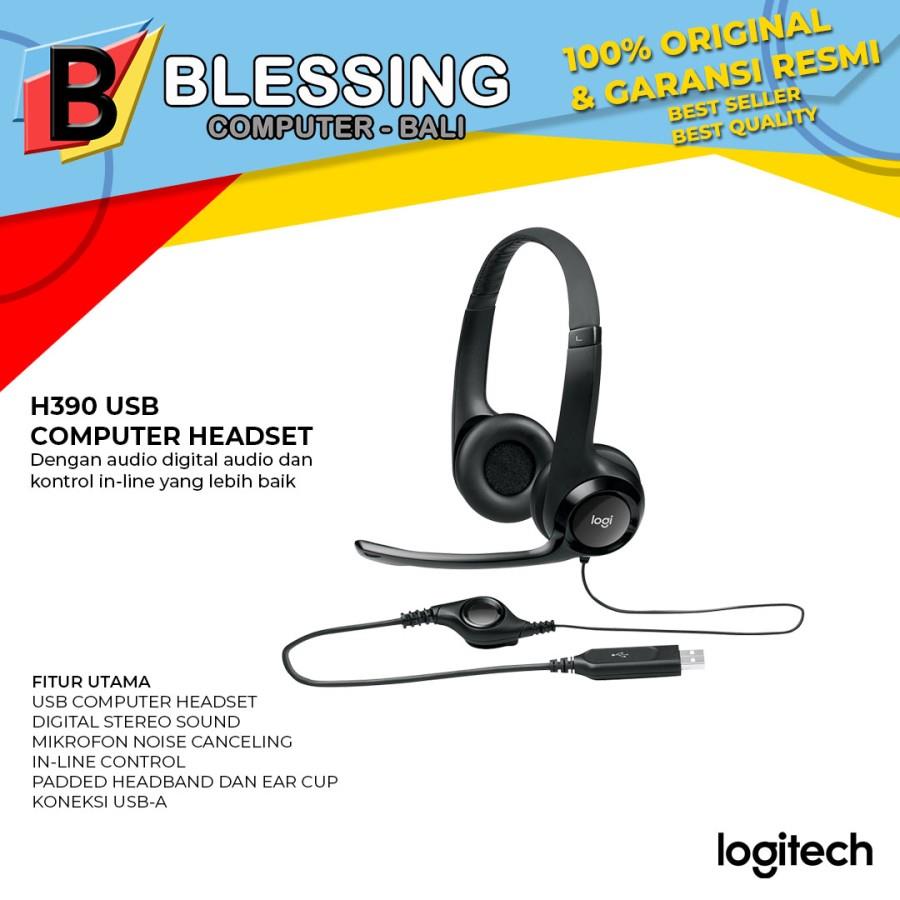 B BLESSING
COMPUTER - BALI
100% ORIGINAL
& GARANSI RESMI
BEST SELLER
BEST QUALITY
H390 USB
COMPUTER HEADSET
Dengan audio digital audio dan
kontrol in-line yang lebih baik
L
logi
FITUR UTAMA
USB COMPUTER HEADSET
DIGITAL STEREO SOUND
MIKROFON NOISE CANCELING
IN-LINE CONTROL
PADDED HEADBAND DAN EAR CUP
KONEKSI USB-A
logitech